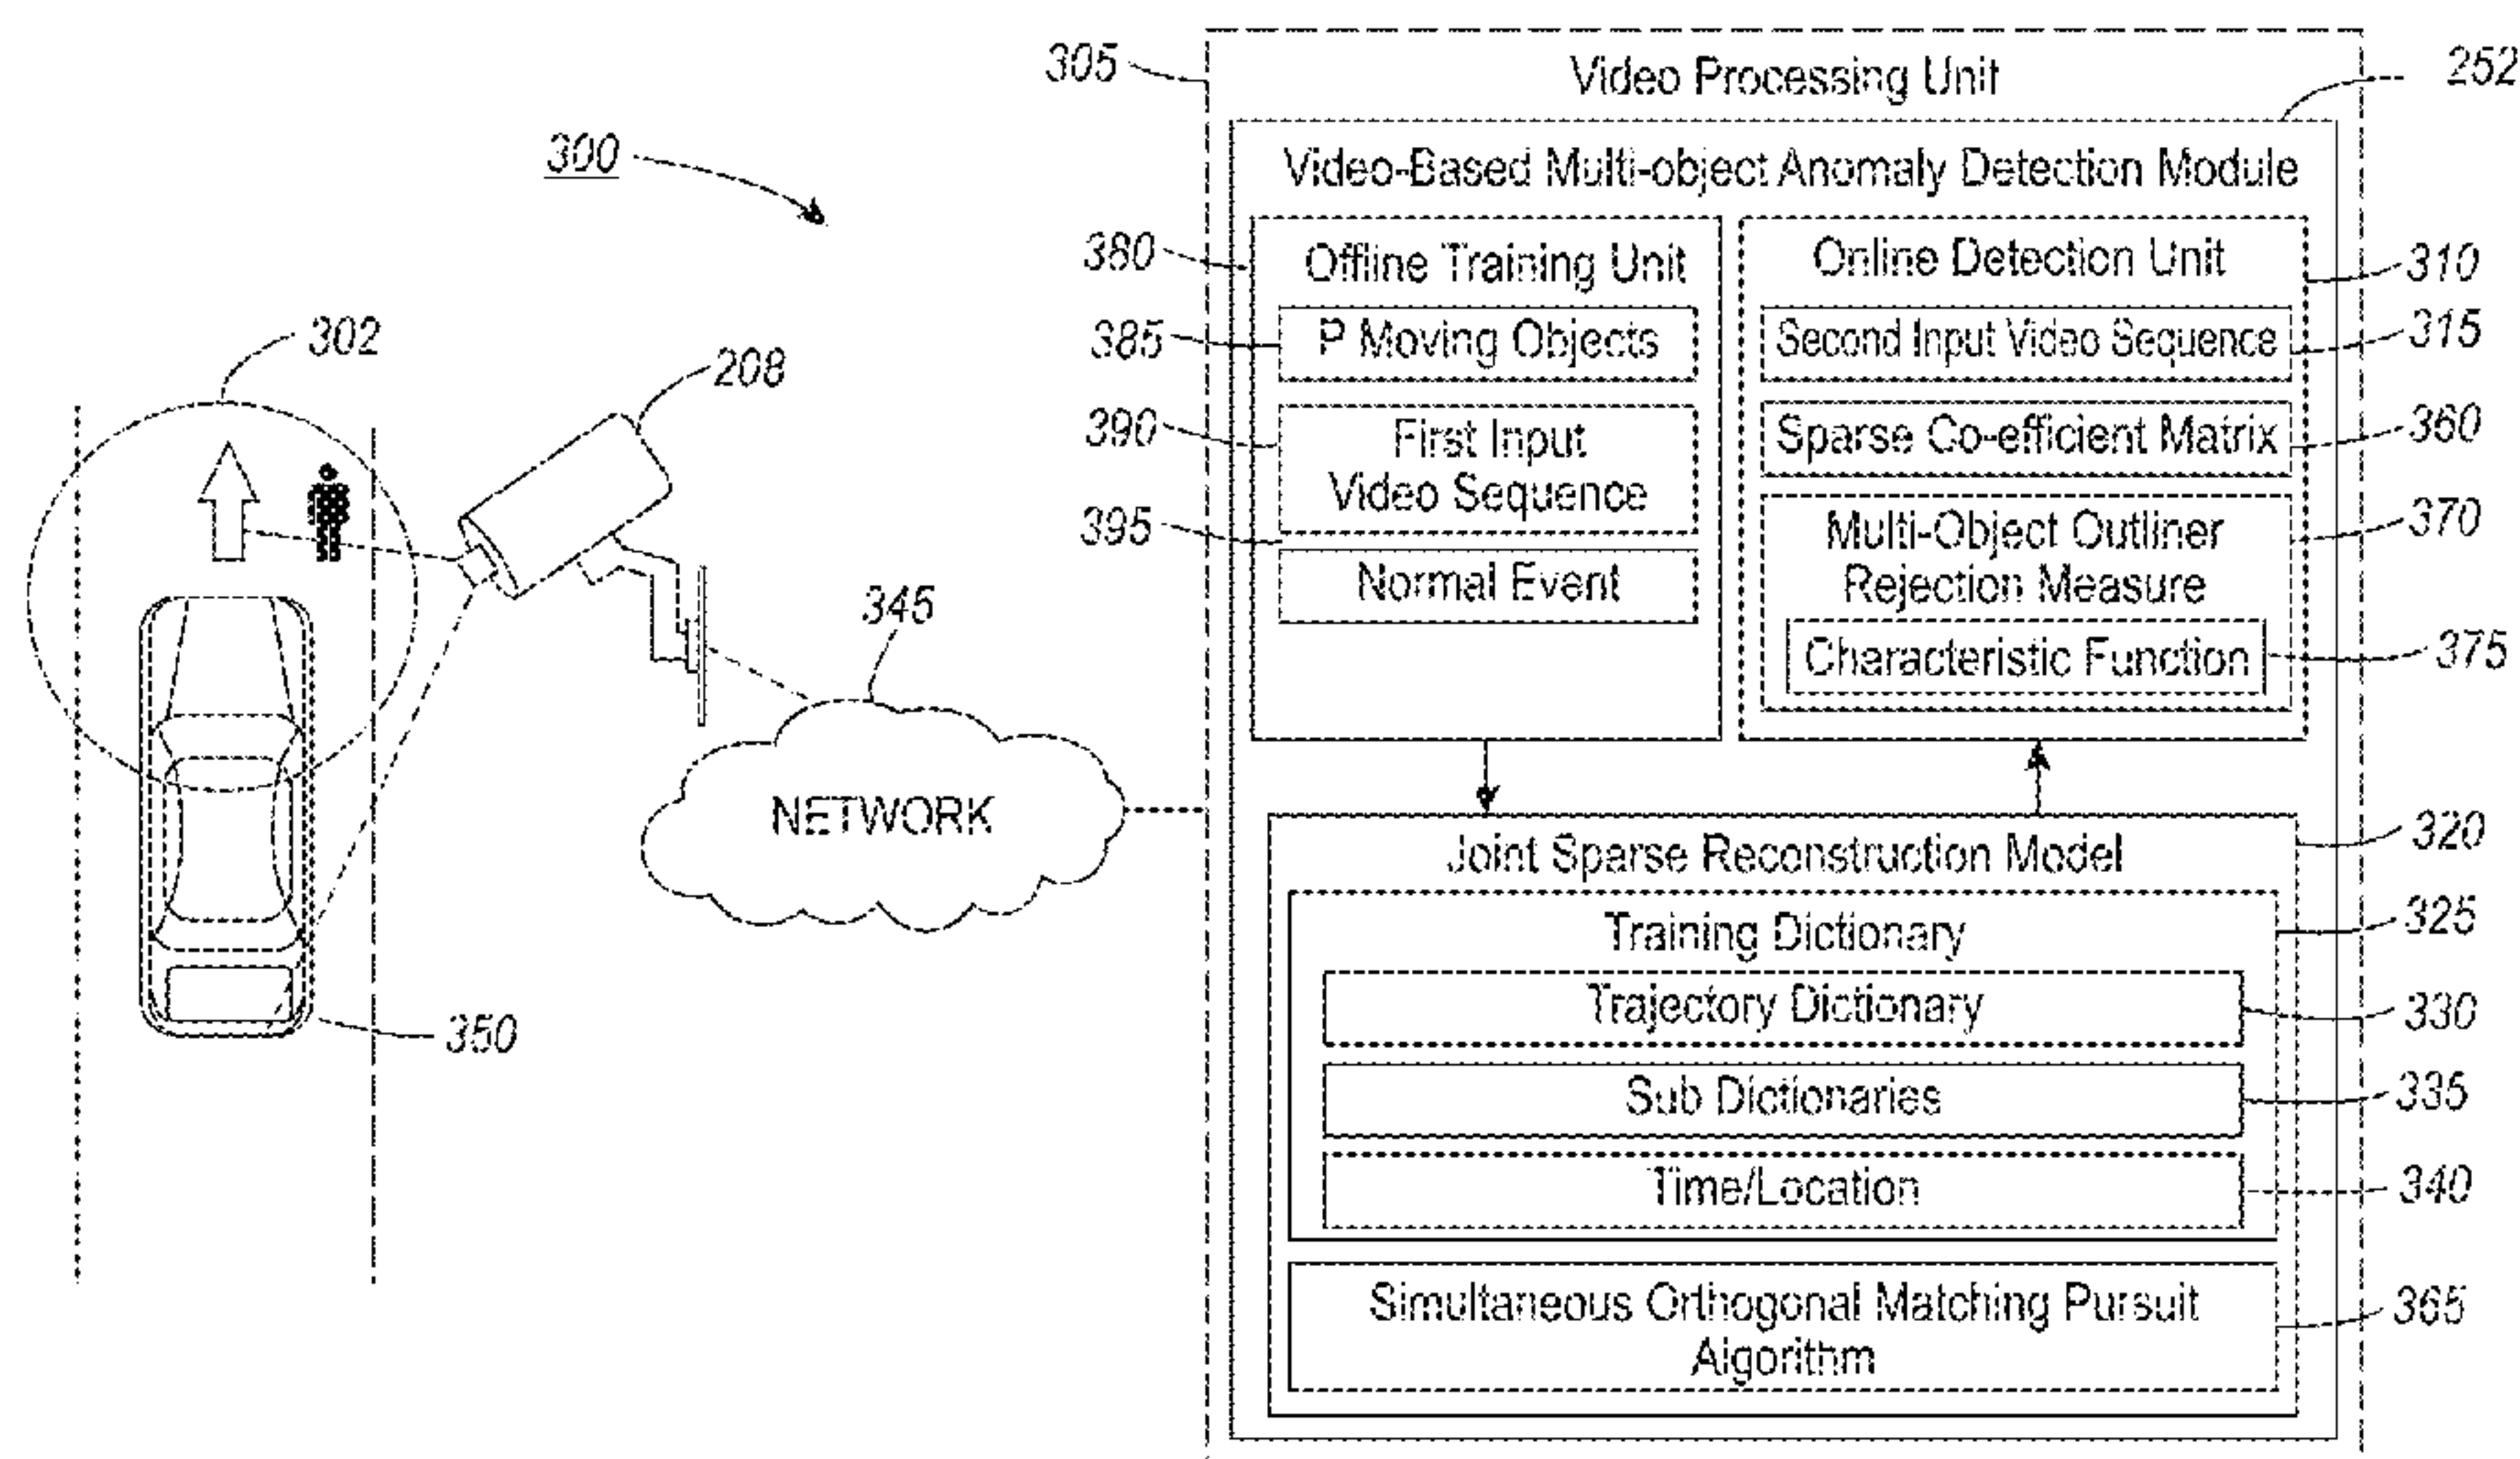 305
Video Processing Unit
252
300
Video-Based Multi-object Anomaly Detection Module
380
Offline Training Unit
385
P Moving Objects
390
First Input
Video Sequence
395
Normal Event
Online Detection Unit
310
Second Input Video Sequence
315
Sparse Co-efficient Matrix
360
Multi-Object Outliner
Rejection Measure
370
Characteristic Function
375
302
208
345
NETWORK
350
Joint Sparse Reconstruction Model
320
Training Dictionary
325
Trajectory Dictionary
330
Sub Dictionaries
335
Time/Location
340
Simultaneous Orthogonal Matching Pursuit
Algorithm
365